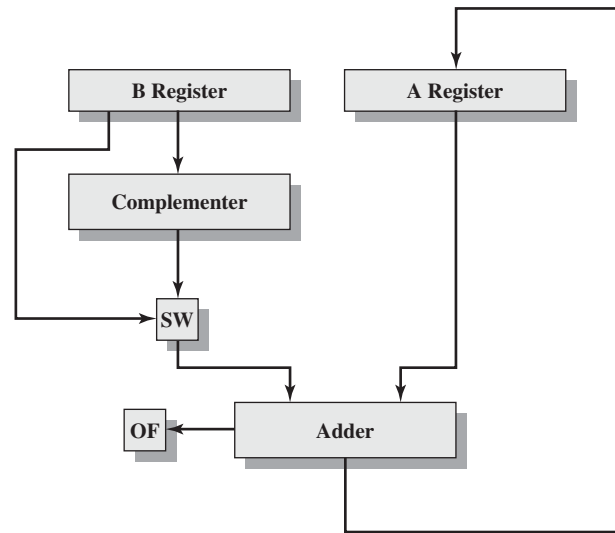 B Register
A Register
Complementer
SW
OF
Adder